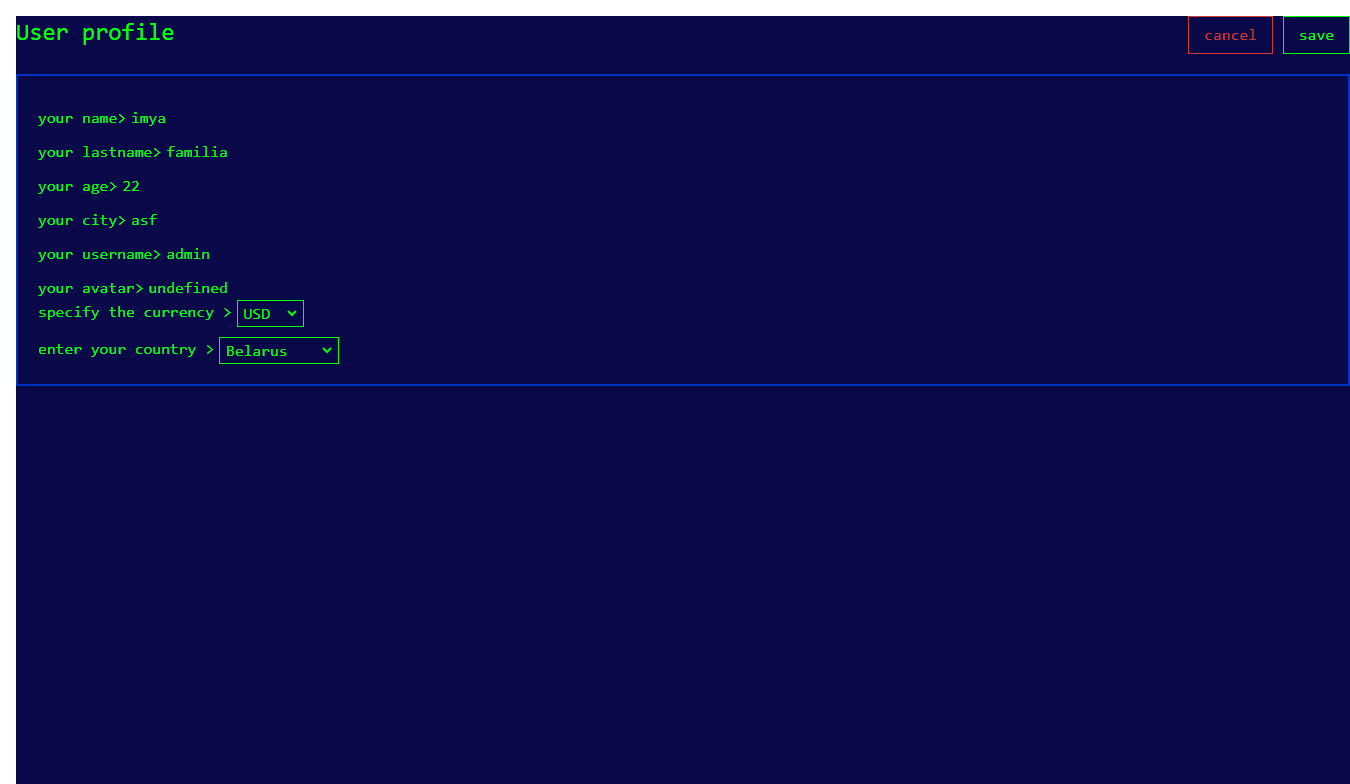 User profile
cancel
save
your name> imya
your lastname> familia
your age> 22
your city> asf
your username> admin
your avatar> undefined
specify the currency > USD
enter your country > Belarus